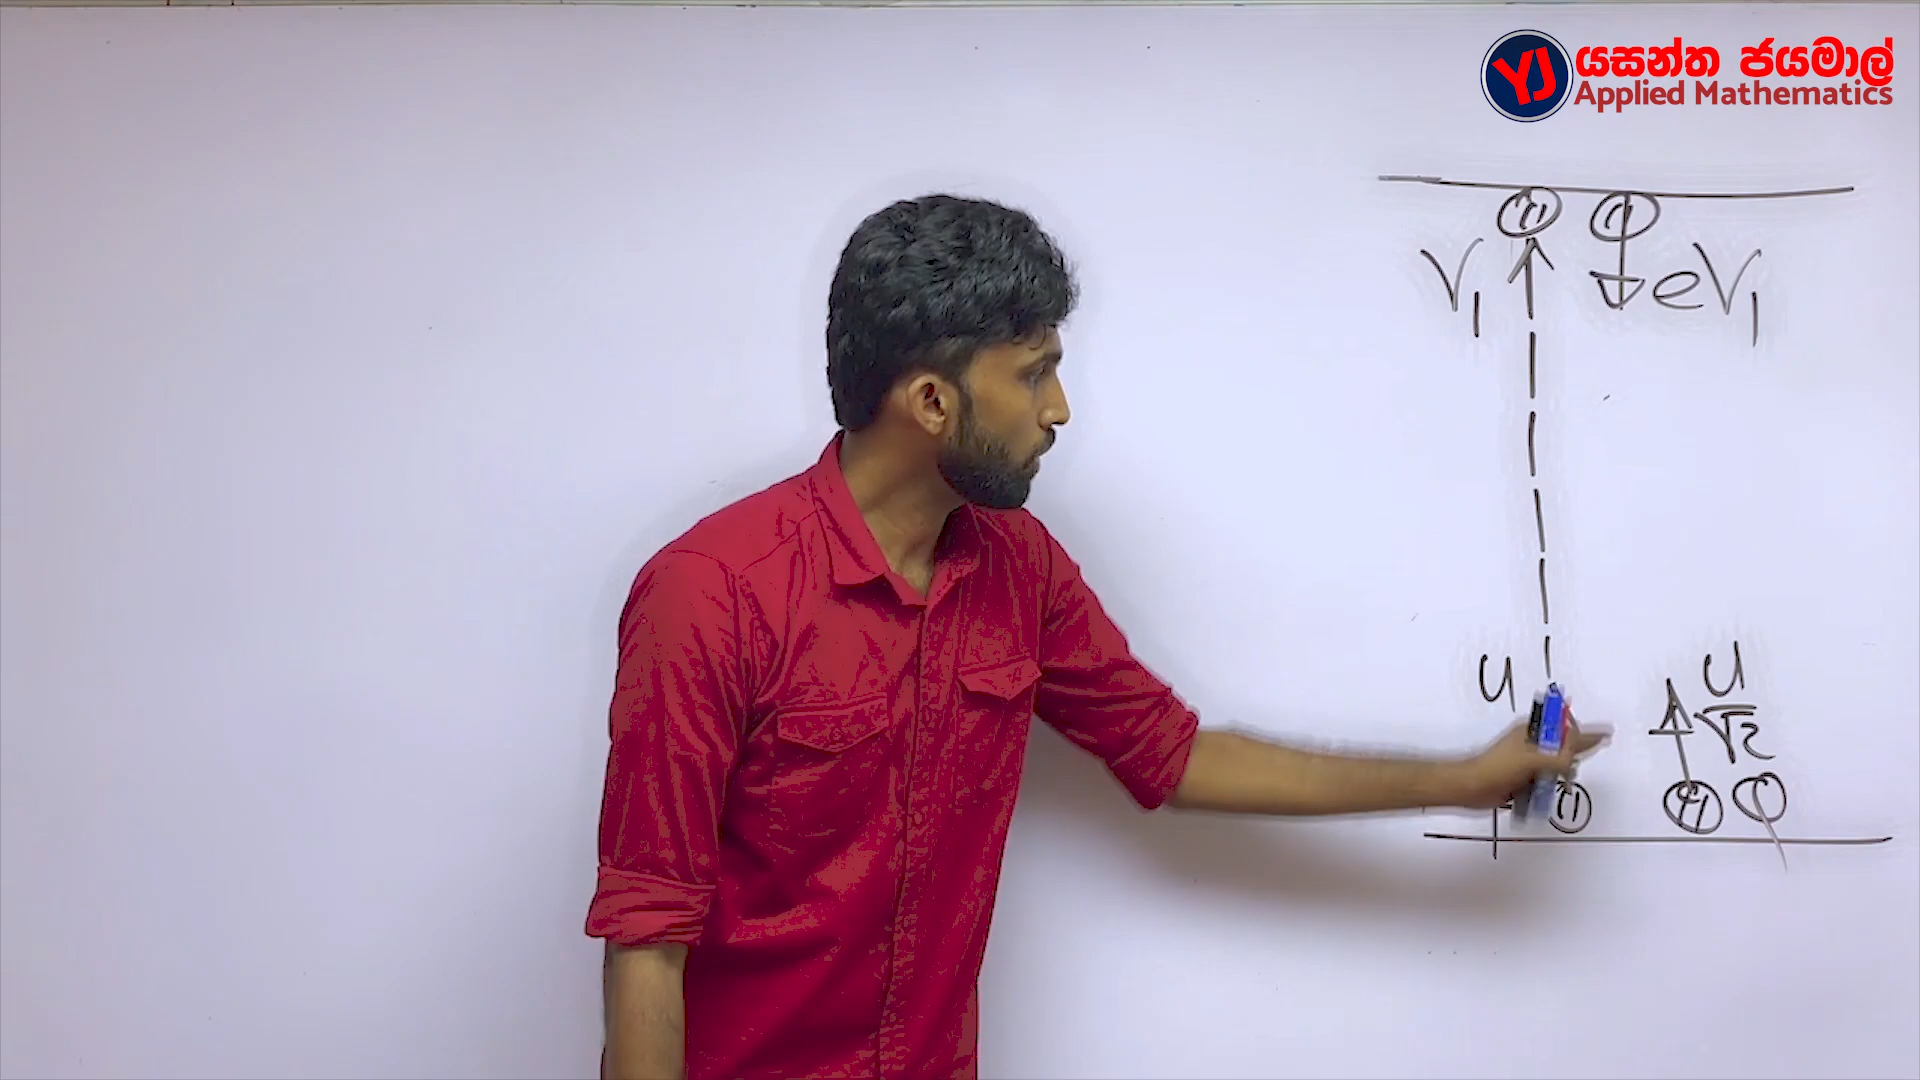 YJ
යසන්ත ජයමාල්
Applied Mathematics
V₁ eV₁
u u/√2